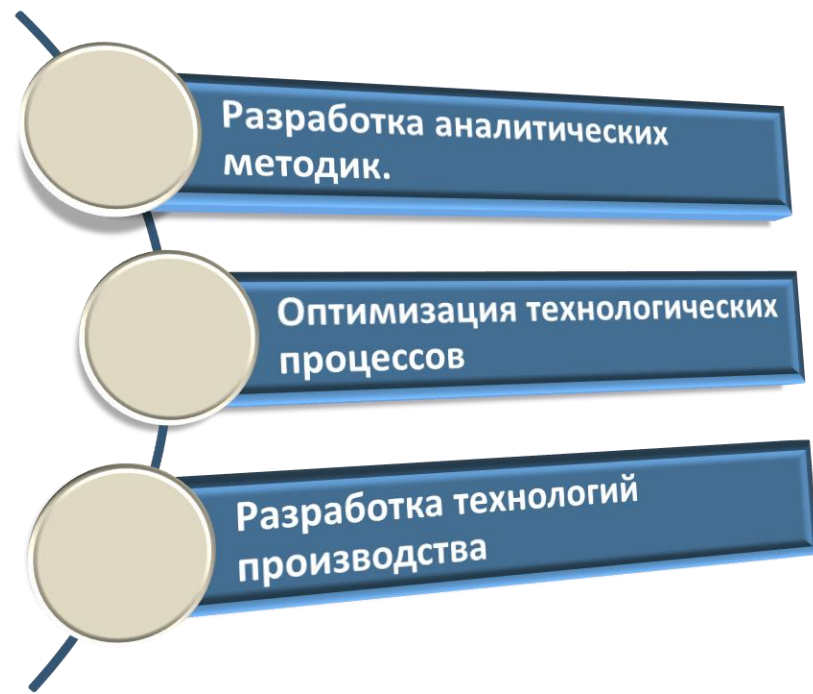 Разработка аналитических
методик.
Оптимизация технологических
процессов
Разработка технологий
производства